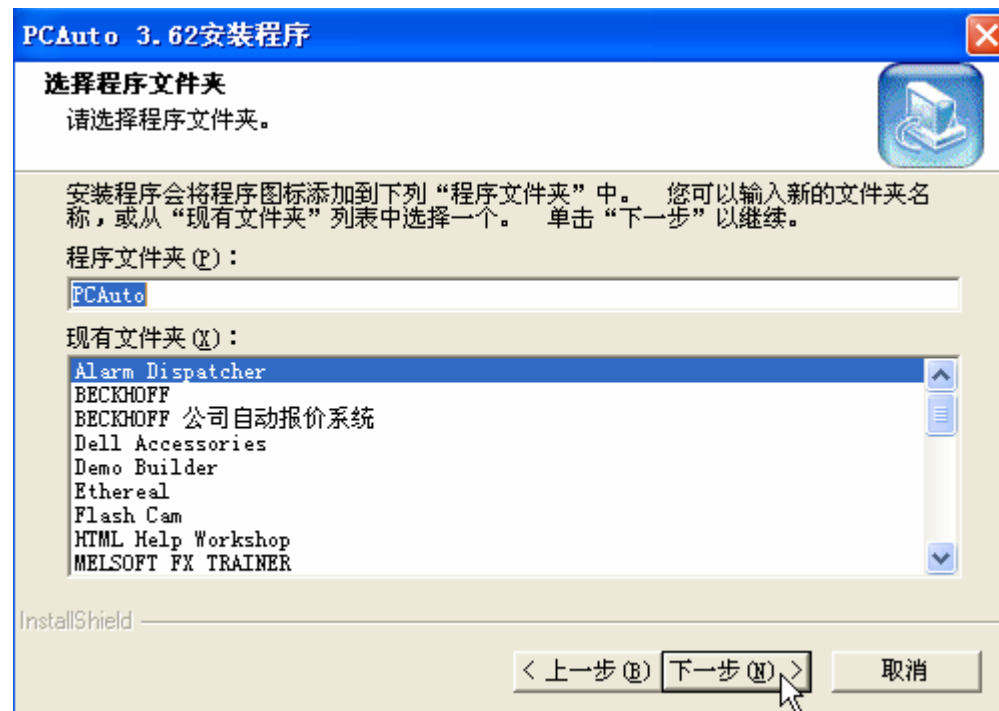 PCAuto 3.62安装程序
选择程序文件夹
请选择程序文件夹。
安装程序会将程序图标添加到下列“程序文件夹”中。 您可以输入新的文件夹名
称，或从“现有文件夹”列表中选择一个。 单击“下一步”以继续。
程序文件夹(P)：
PCAuto
现有文件夹(X)：
Alarm Dispatcher
BECKHOFF
BECKHOFF 公司自动报价系统
Dell Accessories
Demo Builder
Ethereal
Flash Cam
HTML Help Workshop
MELSOFT FX TRAINER
InstallShield
< 上一步(B) 下一步(N) > 取消